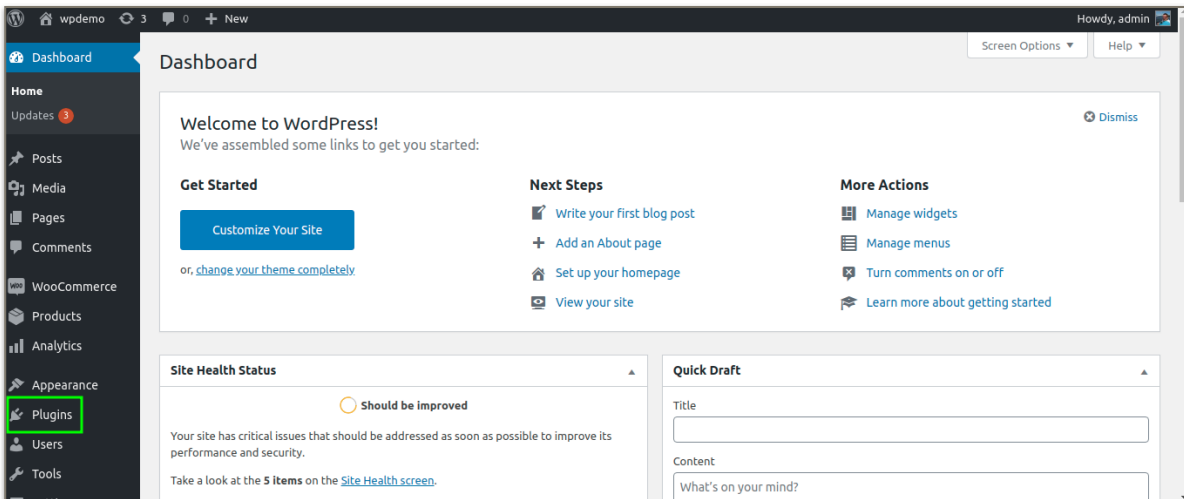 wpdemo 3 0 + New
Howdy, admin
Dashboard
Home
Updates 3
Posts
Media
Pages
Comments
WooCommerce
Products
Analytics
Appearance
Plugins
Users
Tools
Screen Options ▼
Help ▼
Dashboard
Welcome to WordPress!
Dismiss
We've assembled some links to get you started:
Get Started
Customize Your Site
or, change your theme completely
Next Steps
Write your first blog post
Add an About page
Set up your homepage
View your site
More Actions
Manage widgets
Manage menus
Turn comments on or off
Learn more about getting started
Site Health Status
Should be improved
Your site has critical issues that should be addressed as soon as possible to improve its
performance and security.
Take a look at the 5 items on the Site Health screen.
Quick Draft
Title
Content
What's on your mind?